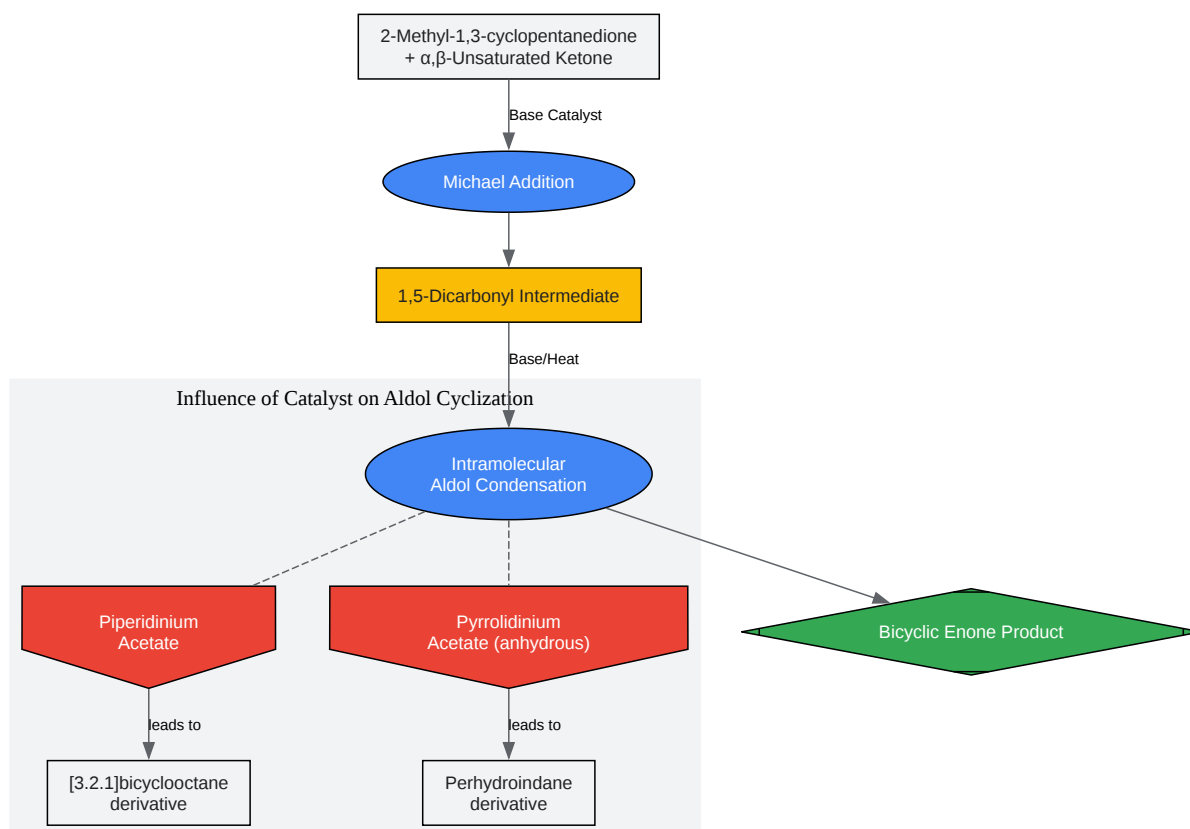 2-Methyl-1,3-cyclopentanedione
+ α,β-Unsaturated Ketone
Base Catalyst
Michael Addition
1,5-Dicarbonyl Intermediate
Base/Heat
Influence of Catalyst on Aldol Cyclization
Intramolecular
Aldol Condensation
Piperidinium
Acetate
Pyrrolidinium
Acetate (anhydrous)
Bicyclic Enone Product
leads to
leads to
[3.2.1]bicyclooctane
derivative
Perhydroindane
derivative